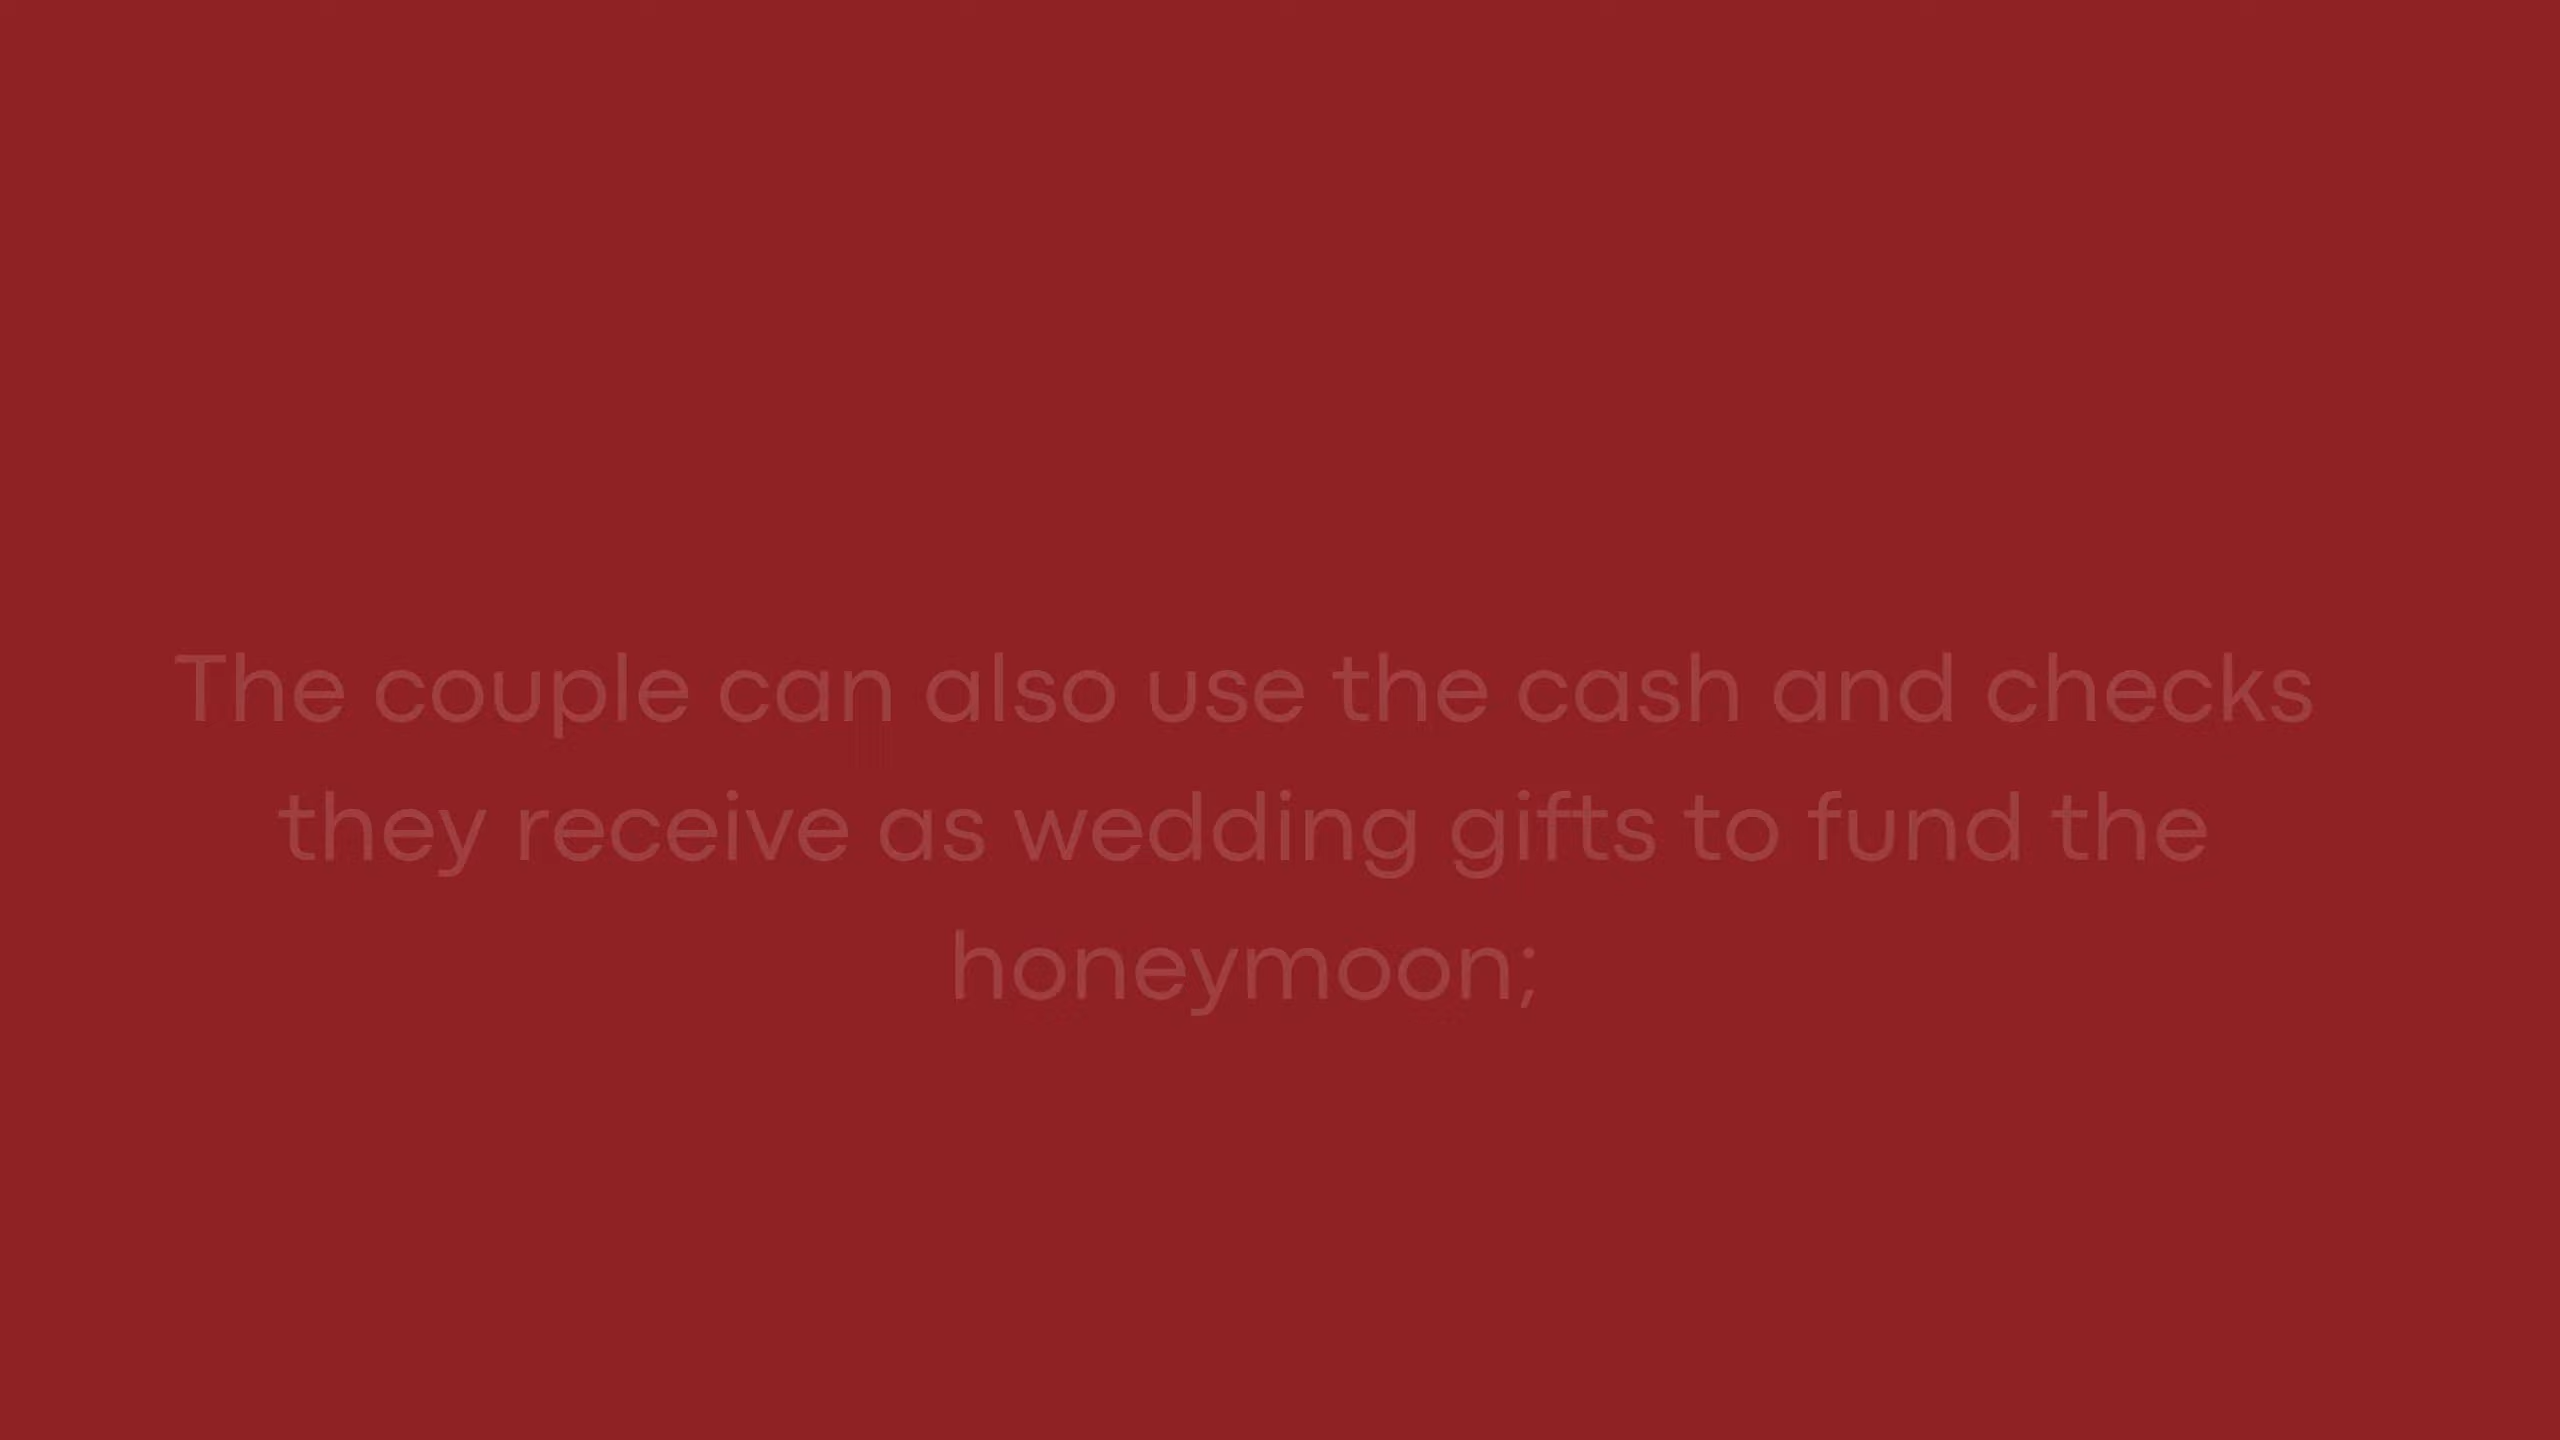 The couple can also use the cash and checks
they receive as wedding gifts to fund the
honeymoon;